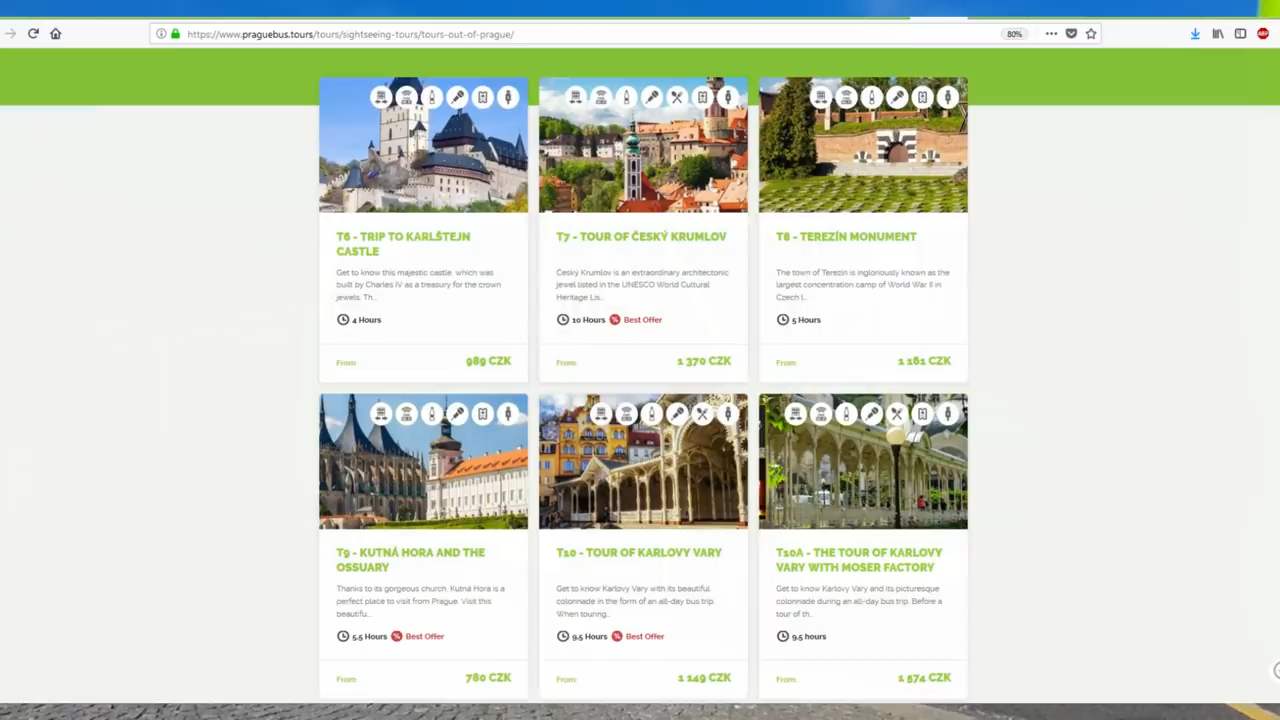 https://www.praguebus.tours/tours/sightseeing-tours/tours-out-of-prague/
80%
T6 - TRIP TO KARLŠTEJN
CASTLE
Get to know this majestic castle, which was
built by Charles IV as a treasury for the crown
jewels. Th...
4 Hours
From:
989 CZK
T7 - TOUR OF ČESKÝ KRUMLOV
Český Krumlov is an extraordinary architectonic
jewel listed in the UNESCO World Cultural
Heritage Lis...
10 Hours
Best Offer
From:
1 370 CZK
T8 - TEREZÍN MONUMENT
The town of Terezín is ingloriously known as the
largest concentration camp of World War II in
Czech l...
5 Hours
From:
1 161 CZK
T9 - KUTNÁ HORA AND THE
OSSUARY
Thanks to its gorgeous church, Kutná Hora is a
perfect place to visit from Prague. Visit this
beautifu...
5,5 Hours
Best Offer
From:
780 CZK
T10 - TOUR OF KARLOVY VARY
Get to know Karlovy Vary with its beautiful
colonnade in the form of an all-day bus trip.
When touring...
9,5 Hours
Best Offer
From:
1 149 CZK
T10A - THE TOUR OF KARLOVY
VARY WITH MOSER FACTORY
Get to know Karlovy Vary and its picturesque
colonnade during an all-day bus trip. Before a
tour of th...
9,5 hours
From:
1 574 CZK